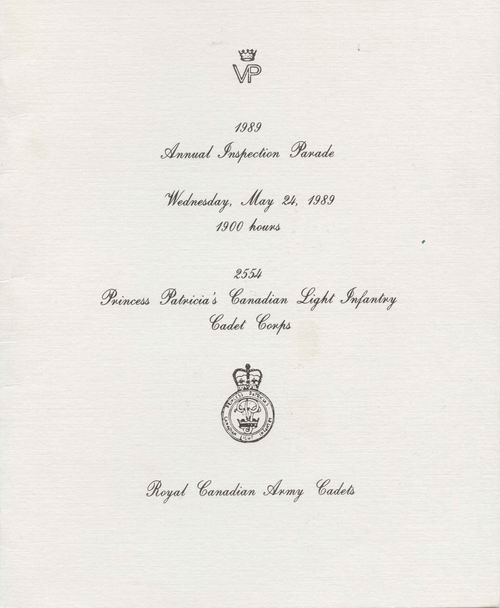 VP
1989
Annual Inspection Parade
Wednesday, May 24, 1989
1900 hours
2554
Princess Patricia's Canadian Light Infantry
Cadet Corps
Royal Canadian Army Cadets